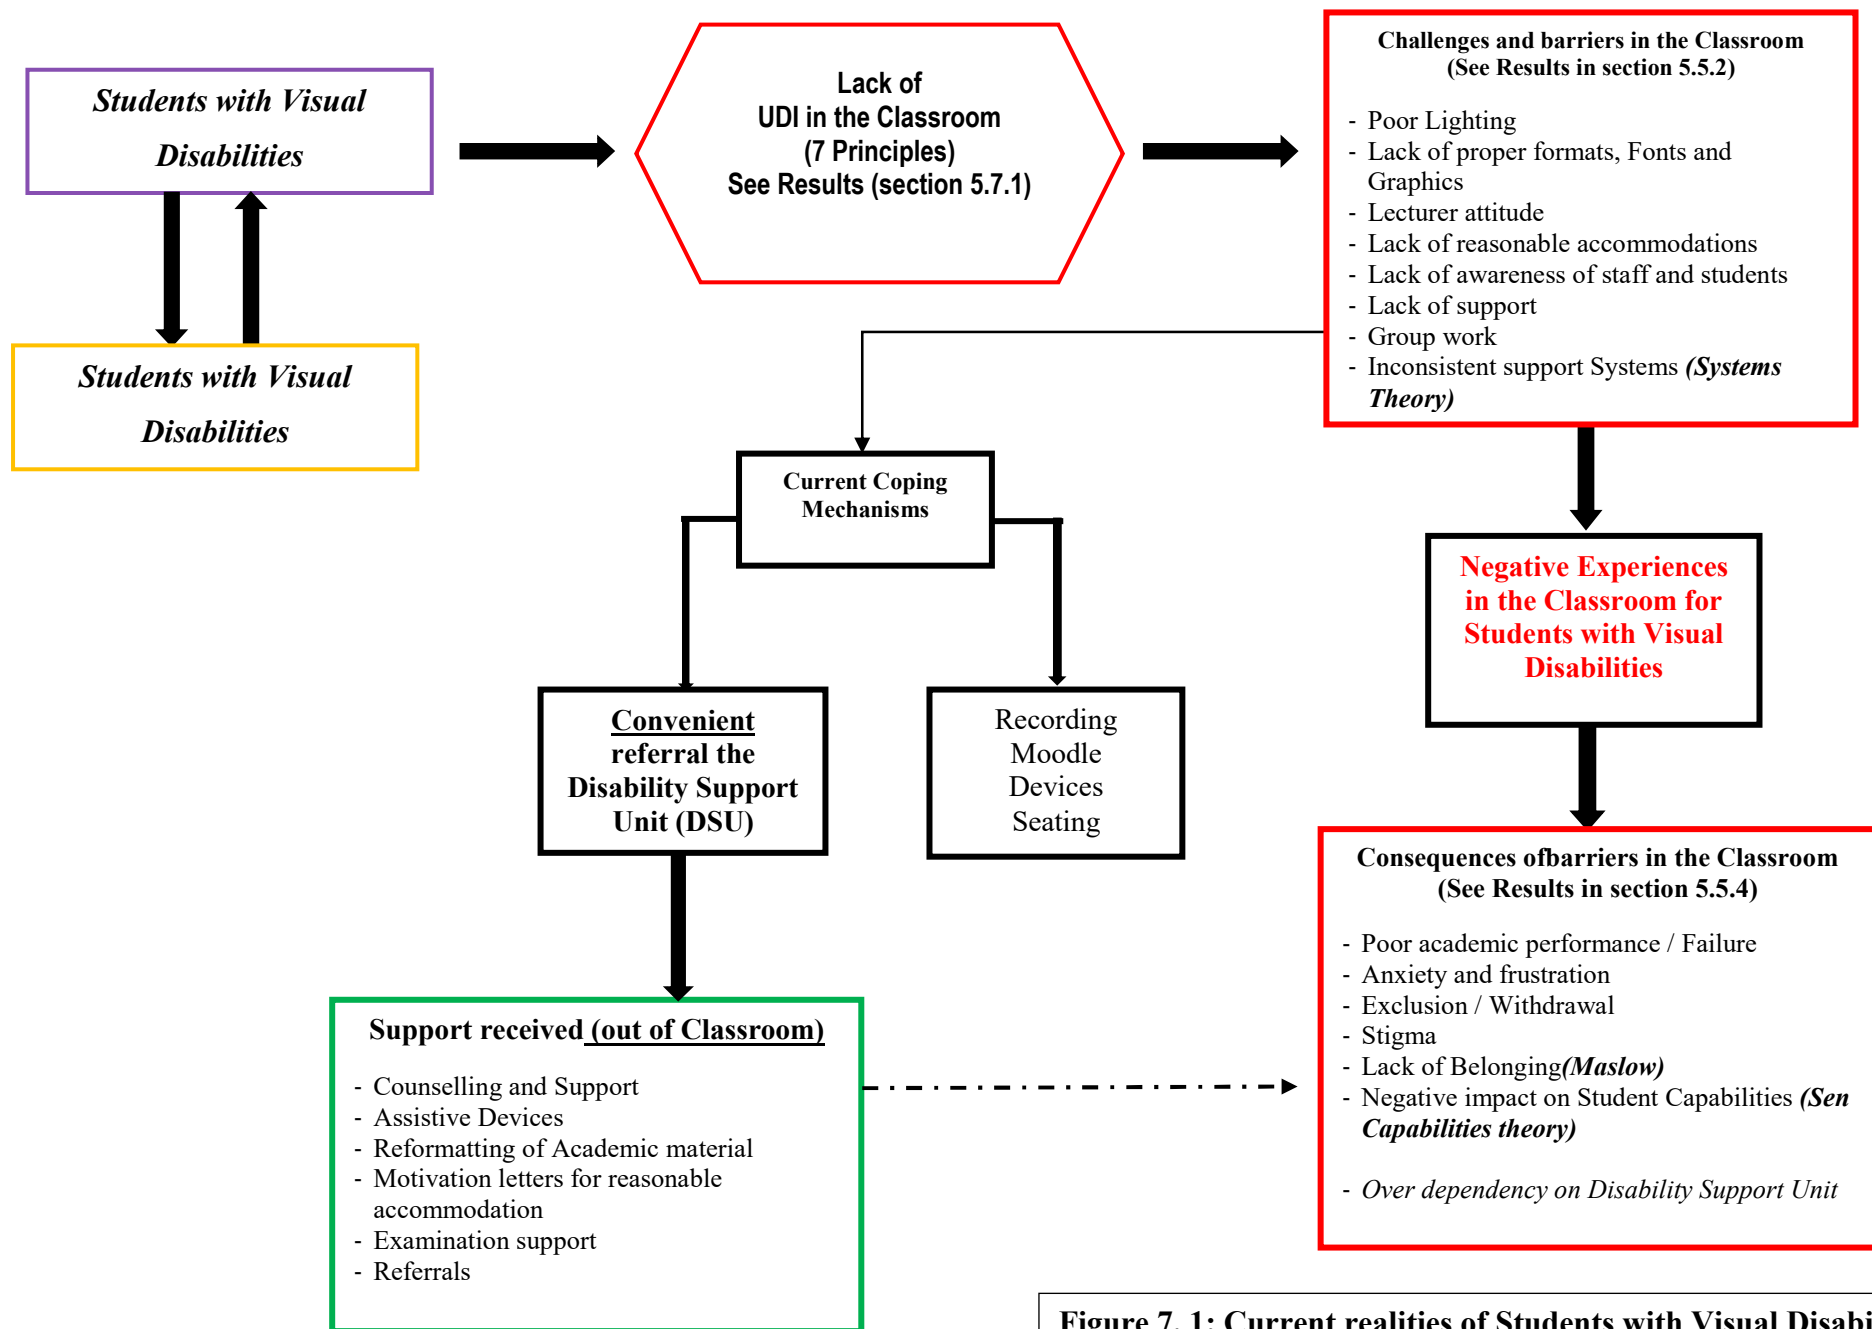 Students with Visual
Disabilities
Students with Visual
Disabilities
Lack of
UDI in the Classroom
(7 Principles)
See Results (section 5.7.1)
Challenges and barriers in the Classroom
(See Results in section 5.5.2)
- Poor Lighting
- Lack of proper formats, Fonts and
Graphics
- Lecturer attitude
- Lack of reasonable accommodations
- Lack of awareness of staff and students
- Lack of support
- Group work
- Inconsistent support Systems (Systems
Theory)
Current Coping
Mechanisms
Convenient
referral the
Disability Support
Unit (DSU)
Recording
Moodle
Devices
Seating
Negative Experiences
in the Classroom for
Students with Visual
Disabilities
Support received (out of Classroom)
- Counselling and Support
- Assistive Devices
- Reformatting of Academic material
- Motivation letters for reasonable
accommodation
- Examination support
- Referrals
Consequences ofbarriers in the Classroom
(See Results in section 5.5.4)
- Poor academic performance / Failure
- Anxiety and frustration
- Exclusion / Withdrawal
- Stigma
- Lack of Belonging(Maslow)
- Negative impact on Student Capabilities (Sen
Capabilities theory)
- Over dependency on Disability Support Unit
Figure 7. 1: Current realities of Students with Visual Disabi